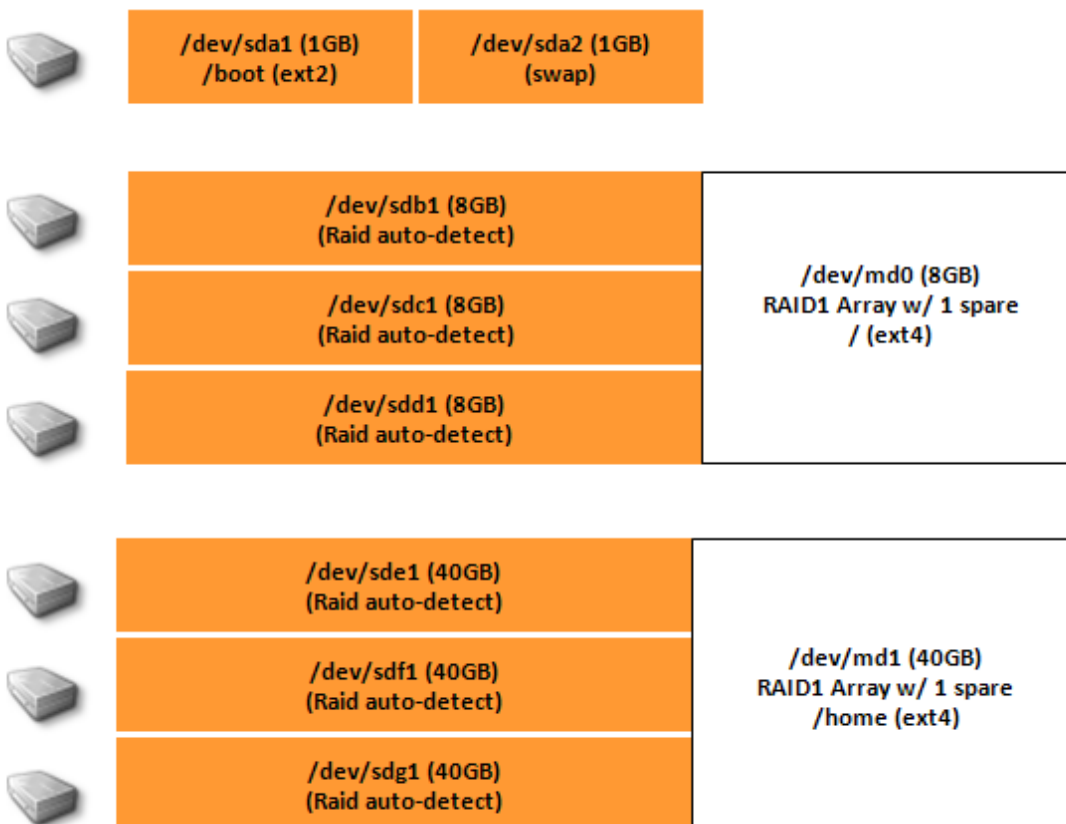 /dev/sda1 (1GB)
/boot (ext2)
/dev/sda2 (1GB)
(swap)
/dev/sdb1 (8GB)
(Raid auto-detect)
/dev/sdc1 (8GB)
(Raid auto-detect)
/dev/sdd1 (8GB)
(Raid auto-detect)
/dev/md0 (8GB)
RAID1 Array w/ 1 spare
/ (ext4)
/dev/sde1 (40GB)
(Raid auto-detect)
/dev/sdf1 (40GB)
(Raid auto-detect)
/dev/sdg1 (40GB)
(Raid auto-detect)
/dev/md1 (40GB)
RAID1 Array w/ 1 spare
/home (ext4)